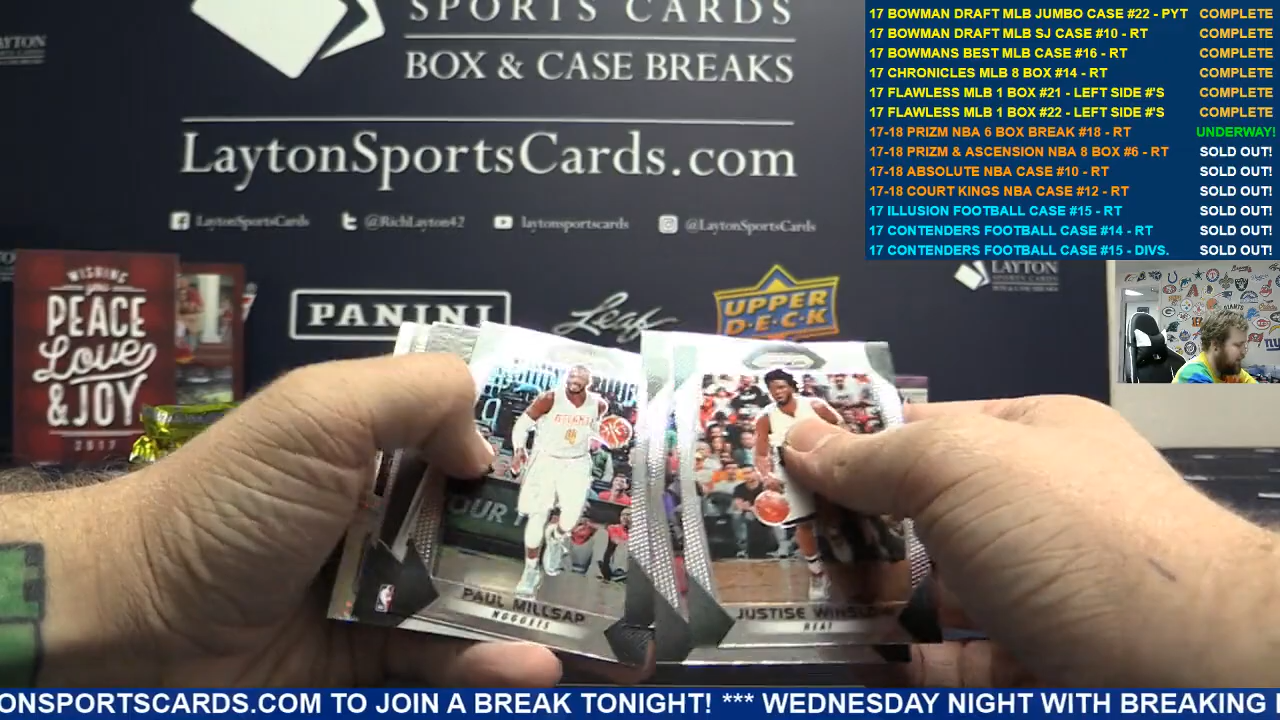 SPORTS CARDS
BOX & CASE BREAKS
LaytonSportsCards.com
LaytonSportsCards
@RichLayton42
laytonsportscards
@LaytonSportsCards
17 BOWMAN DRAFT MLB JUMBO CASE #22 - PYT COMPLETE
17 BOWMAN DRAFT MLB SJ CASE #10 - RT COMPLETE
17 BOWMANS BEST MLB CASE #16 - RT COMPLETE
17 CHRONICLES MLB 8 BOX #14 - RT COMPLETE
17 FLAWLESS MLB 1 BOX #21 - LEFT SIDE #'S COMPLETE
17 FLAWLESS MLB 1 BOX #22 - LEFT SIDE #'S COMPLETE
17-18 PRIZM NBA 6 BOX BREAK #18 - RT UNDERWAY!
17-18 PRIZM & ASCENSION NBA 8 BOX #6 - RT SOLD OUT!
17-18 ABSOLUTE NBA CASE #10 - RT SOLD OUT!
17-18 COURT KINGS NBA CASE #12 - RT SOLD OUT!
17 ILLUSION FOOTBALL CASE #15 - RT SOLD OUT!
17 CONTENDERS FOOTBALL CASE #14 - RT SOLD OUT!
17 CONTENDERS FOOTBALL CASE #15 - DIVS. SOLD OUT!
WISHING
you
PEACE
Love
& JOY
2017
PANINI
Leaf
UPPER
DECK
LAYTON
PAUL MILLSAP
NUGGETS
JUSTISE WINSLOW
HEAT
ONSPORTSCARDS.COM TO JOIN A BREAK TONIGHT! *** WEDNESDAY NIGHT WITH BREAKING